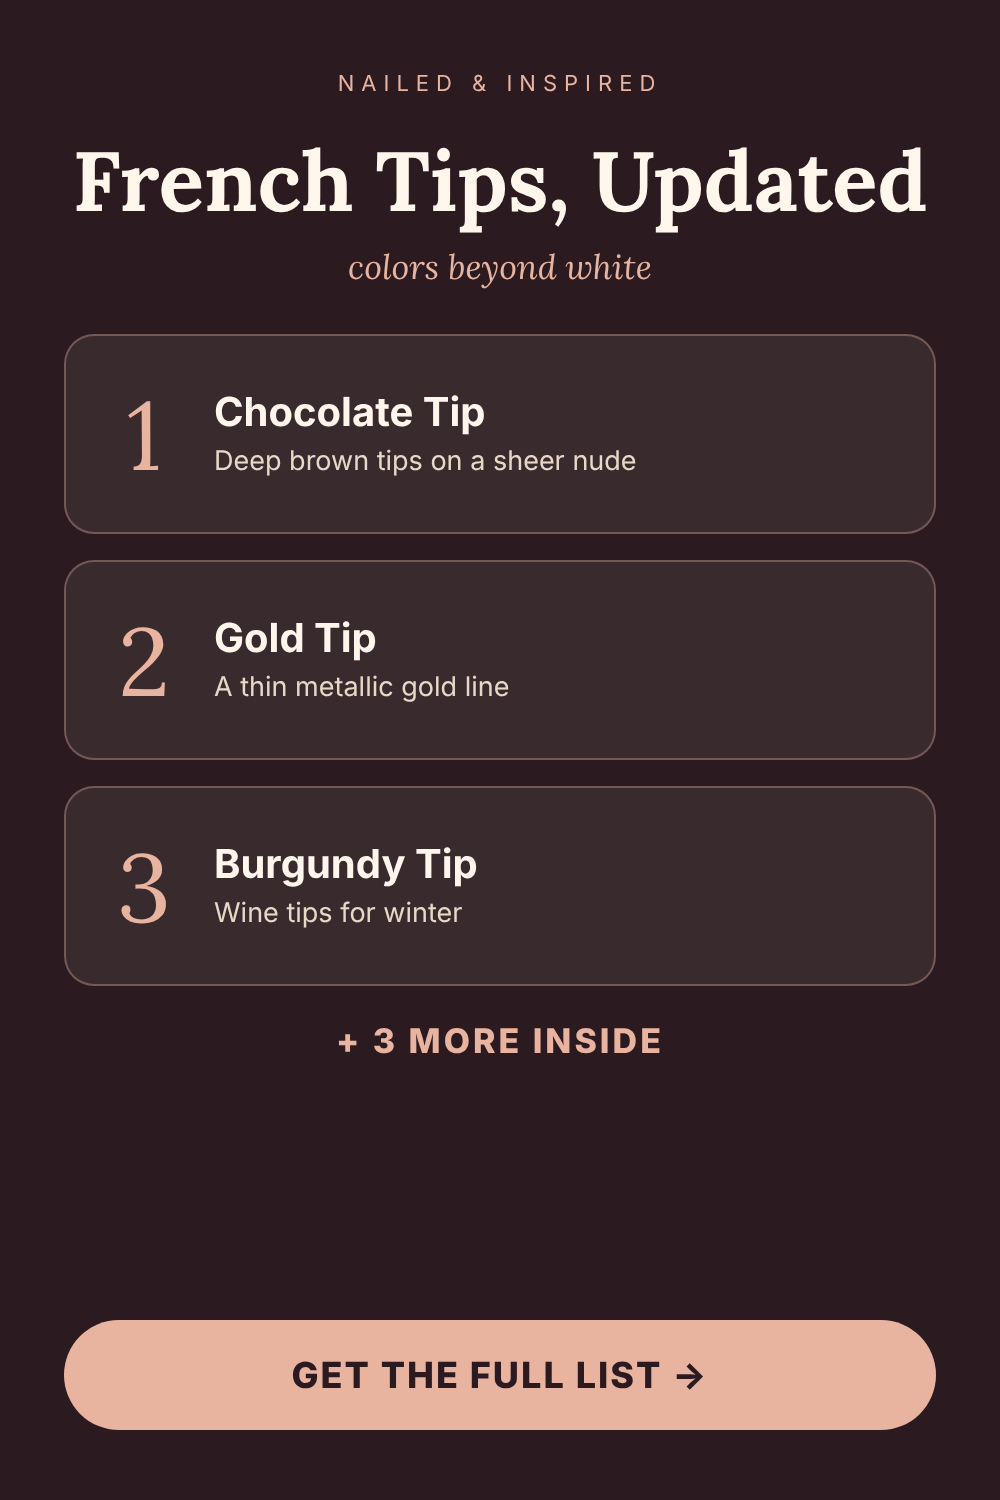 NAILED & INSPIRED
French Tips, Updated
colors beyond white
1
Chocolate Tip
Deep brown tips on a sheer nude
2
Gold Tip
A thin metallic gold line
3
Burgundy Tip
Wine tips for winter
+ 3 MORE INSIDE
GET THE FULL LIST →